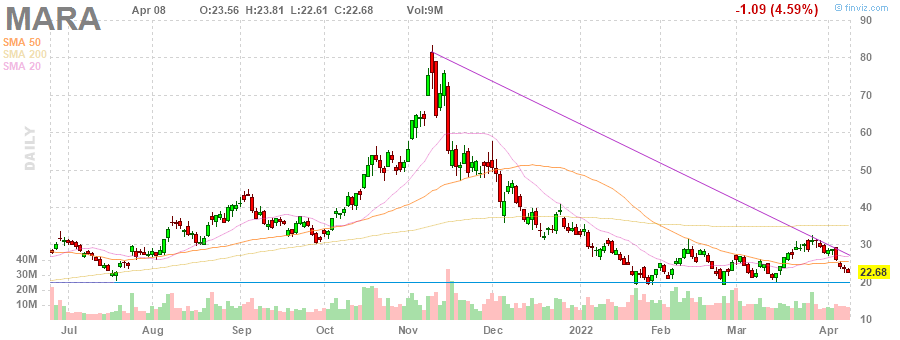 MARA Apr 08 O:23.56 H:23.81 L:22.61 C:22.68 Vol:9M -1.09 (4.59%) © finviz.com
SMA 50
SMA 200
SMA 20
DAILY
90
80
70
60
50
40
30
22.68
20
10
40M
30M
20M
10M
Jul Aug Sep Oct Nov Dec 2022 Feb Mar Apr